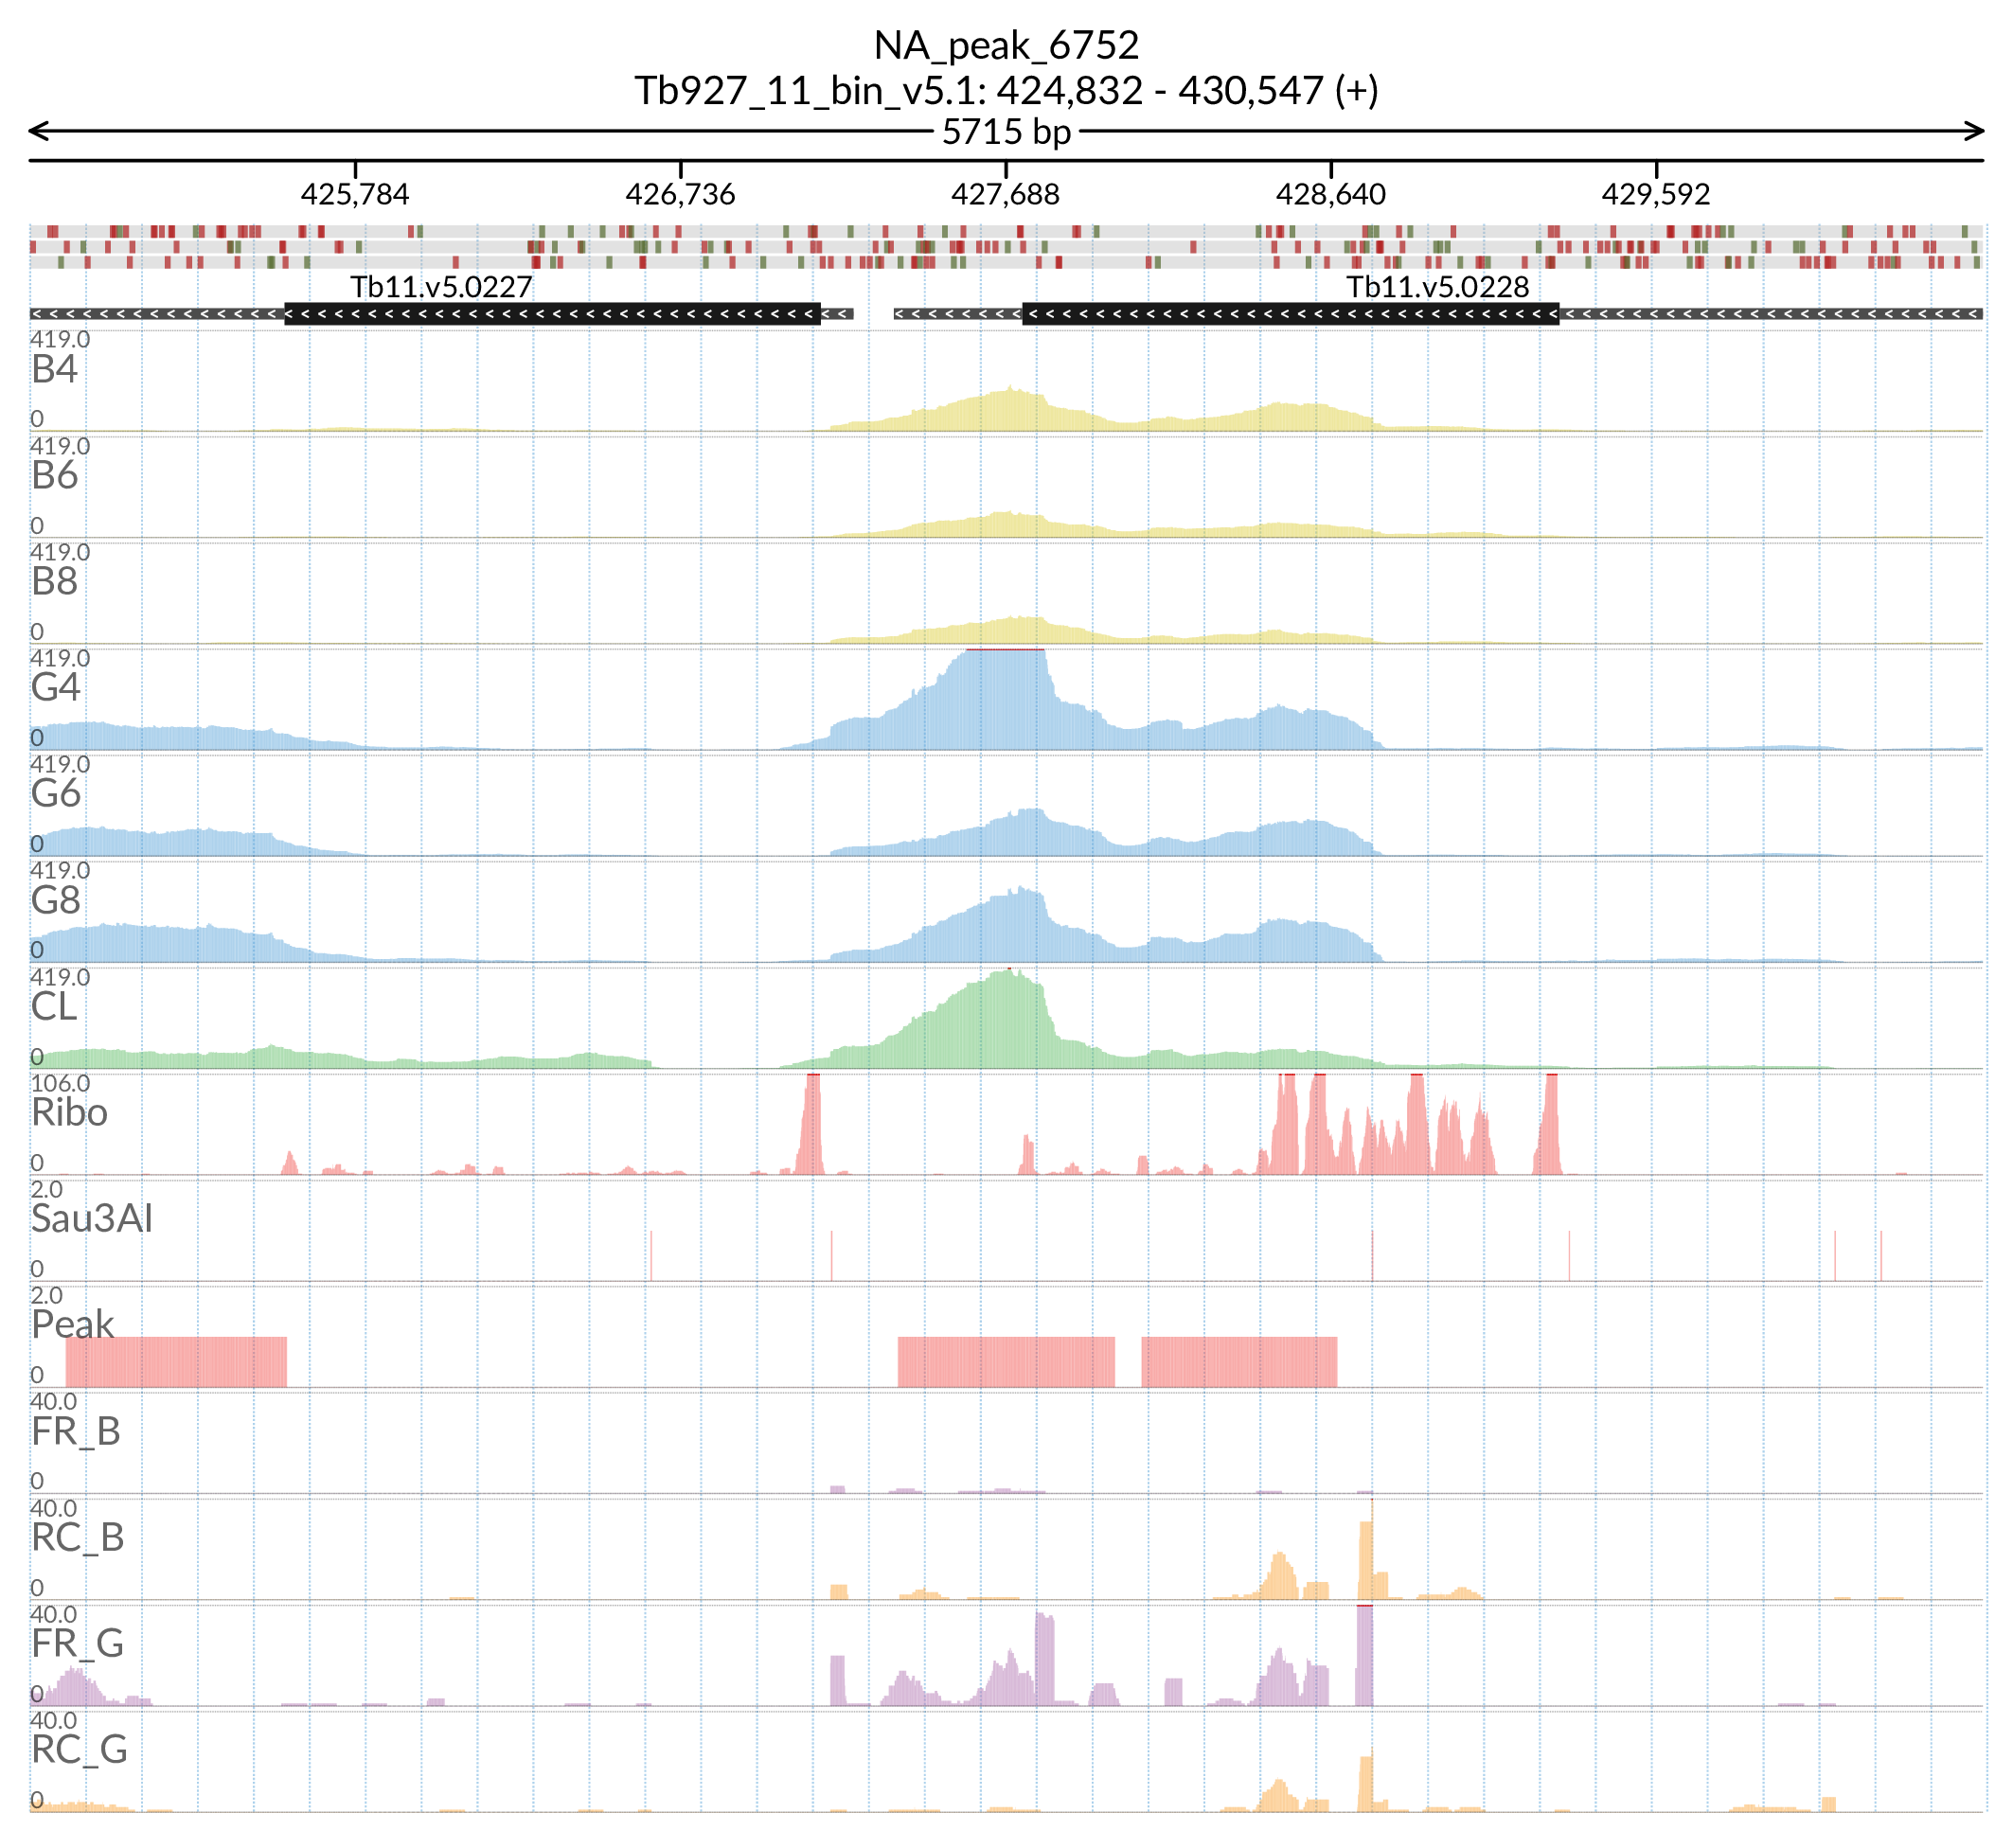 NA_peak_6752
Tb927_11_bin_v5.1: 424,832 - 430,547 (+)
5715 bp
425,784 426,736 427,688 428,640 429,592
Tb11.v5.0227 Tb11.v5.0228
419.0
B4
0
419.0
B6
0
419.0
B8
0
419.0
G4
0
419.0
G6
0
419.0
G8
0
419.0
CL
0
106.0
Ribo
0
2.0
Sau3AI
0
2.0
Peak
0
40.0
FR_B
0
40.0
RC_B
0
40.0
FR_G
0
40.0
RC_G
0